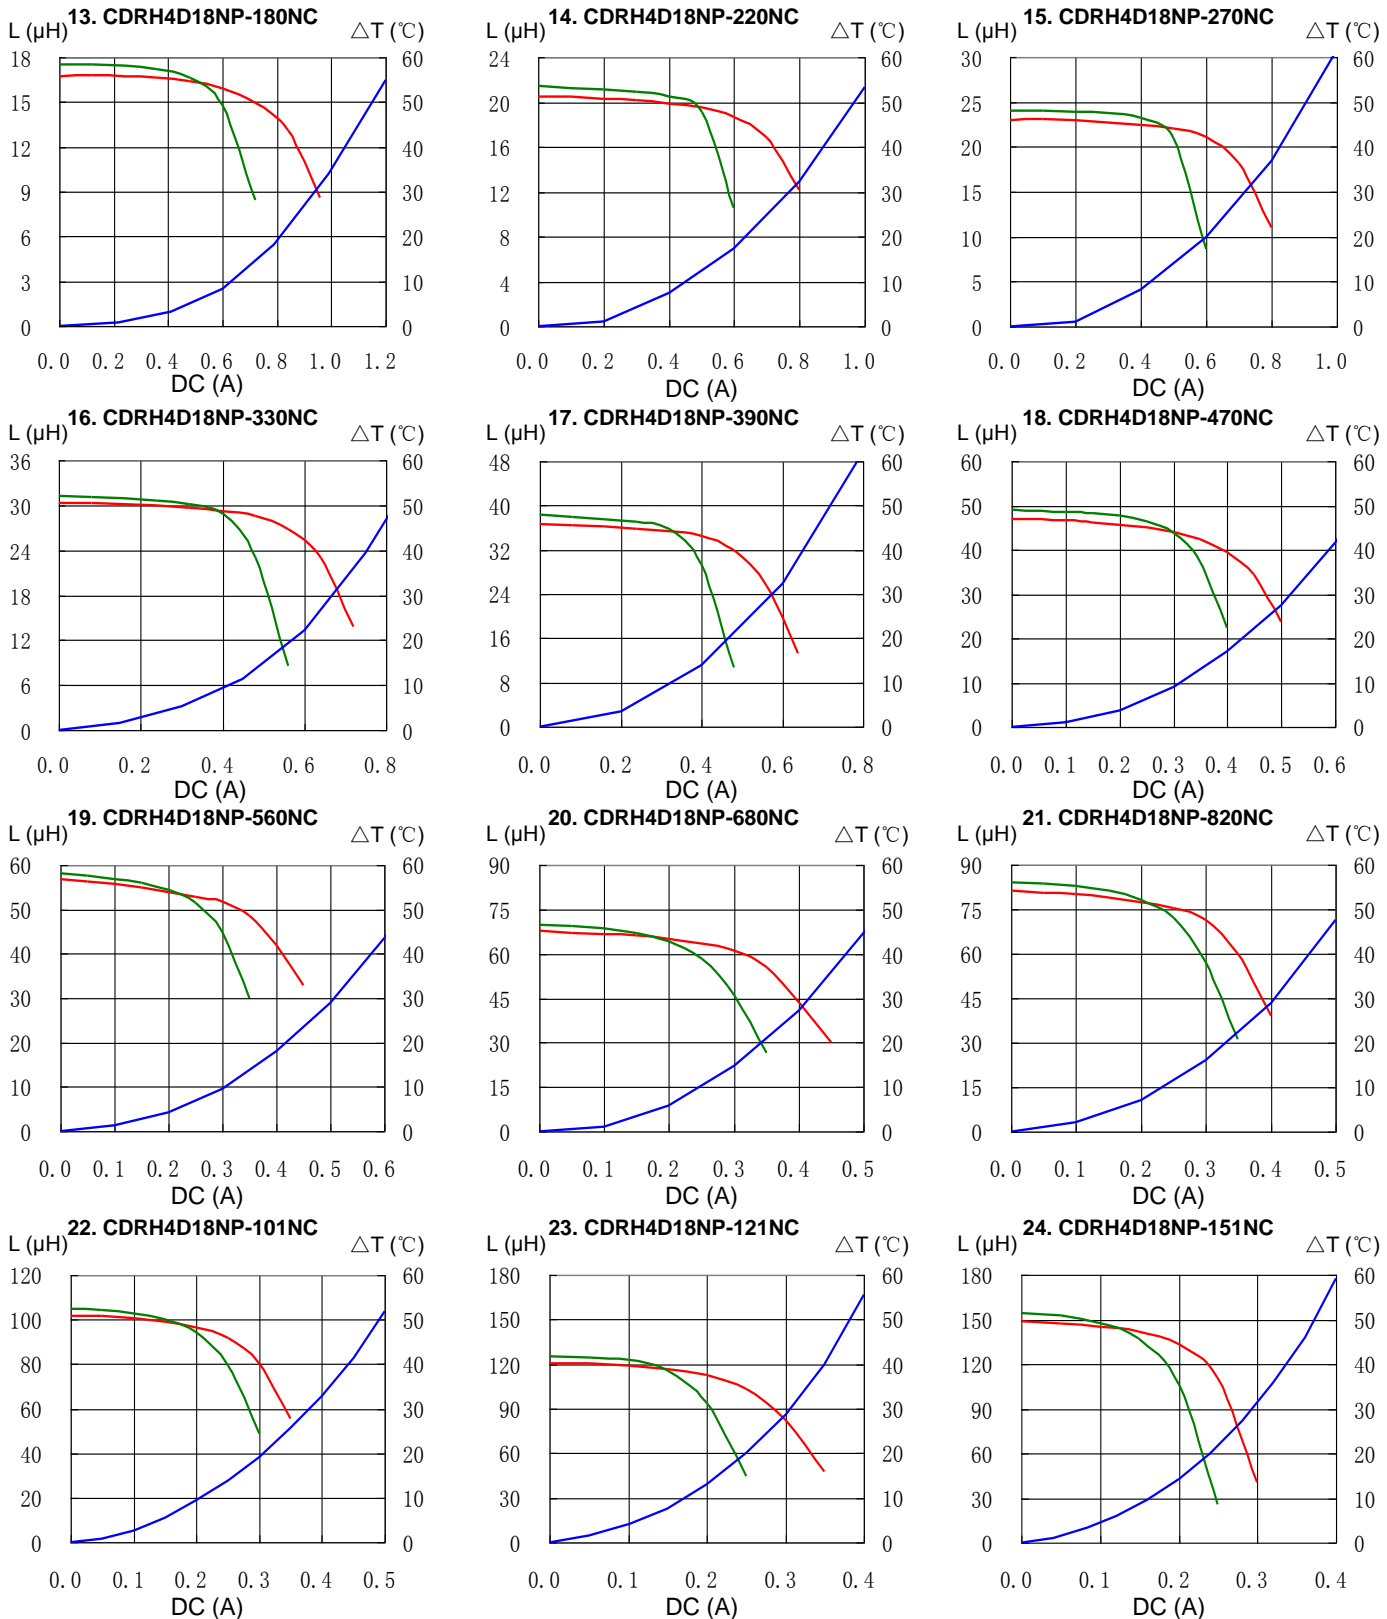 13. CDRH4D18NP-180NC
L (μH) △T (℃)
18 60
50
15
40
12
30
9
20
6
10
3
0 0
0.0 0.2 0.4 0.6 0.8 1.0 1.2
DC (A)
14. CDRH4D18NP-220NC
L (μH) △T (℃)
24 60
20 50
16 40
12 30
8 20
4 10
0 0
0.0 0.2 0.4 0.6 0.8 1.0
DC (A)
15. CDRH4D18NP-270NC
L (μH) △T (℃)
30 60
25 50
20 40
15 30
10 20
5 10
0 0
0.0 0.2 0.4 0.6 0.8 1.0
DC (A)
16. CDRH4D18NP-330NC
L (μH) △T (℃)
36 60
30 50
24 40
18 30
12 20
6 10
0 0
0.0 0.2 0.4 0.6 0.8
DC (A)
17. CDRH4D18NP-390NC
L (μH) △T (℃)
48 60
40 50
32 40
24 30
16 20
8 10
0 0
0.0 0.2 0.4 0.6 0.8
DC (A)
18. CDRH4D18NP-470NC
L (μH) △T (℃)
60 60
50 50
40 40
30 30
20 20
10 10
0 0
0.0 0.1 0.2 0.3 0.4 0.5 0.6
DC (A)
19. CDRH4D18NP-560NC
L (μH) △T (℃)
60 60
50 50
40 40
30 30
20 20
10 10
0 0
0.0 0.1 0.2 0.3 0.4 0.5 0.6
DC (A)
20. CDRH4D18NP-680NC
L (μH) △T (℃)
90 60
75 50
60 40
45 30
30 20
15 10
0 0
0.0 0.1 0.2 0.3 0.4 0.5
DC (A)
21. CDRH4D18NP-820NC
L (μH) △T (℃)
90 60
75 50
60 40
45 30
30 20
15 10
0 0
0.0 0.1 0.2 0.3 0.4 0.5
DC (A)
22. CDRH4D18NP-101NC
L (μH) △T (℃)
120 60
100 50
80 40
60 30
40 20
20 10
0 0
0.0 0.1 0.2 0.3 0.4 0.5
DC (A)
23. CDRH4D18NP-121NC
L (μH) △T (℃)
180 60
150 50
120 40
90 30
60 20
30 10
0 0
0.0 0.1 0.2 0.3 0.4
DC (A)
24. CDRH4D18NP-151NC
L (μH) △T (℃)
180 60
150 50
120 40
90 30
60 20
30 10
0 0
0.0 0.1 0.2 0.3 0.4
DC (A)